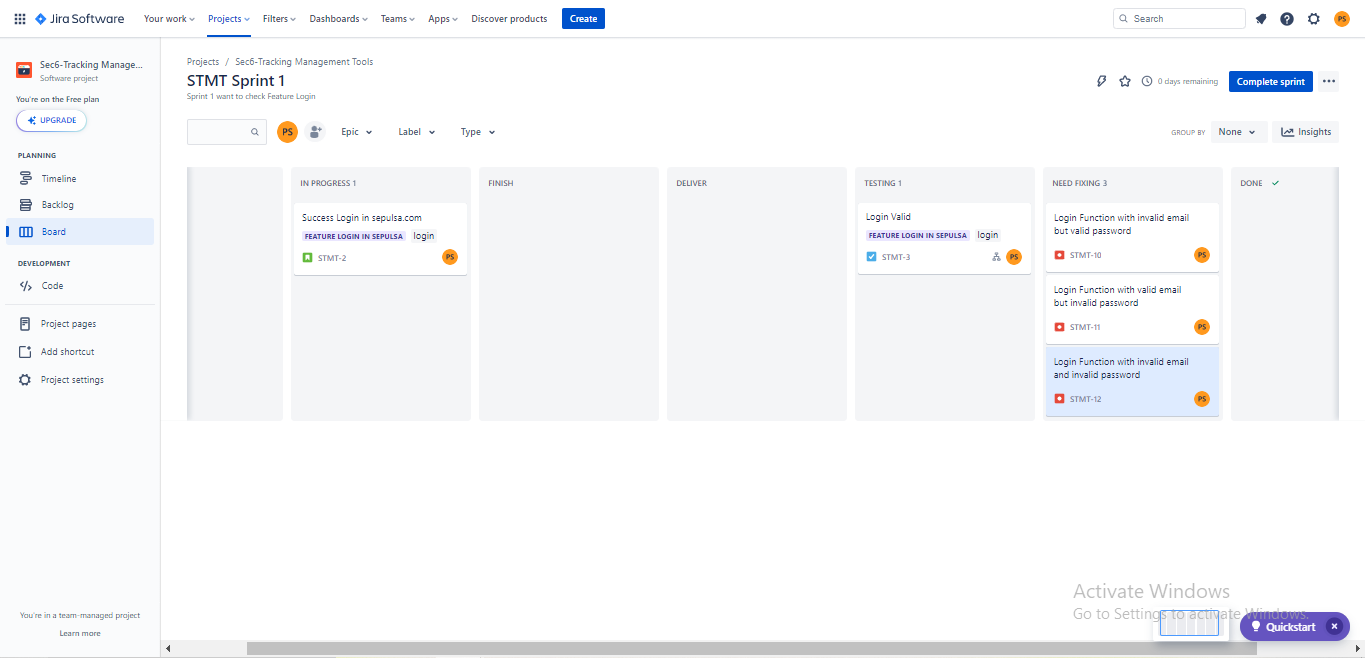 Jira Software
Your work
Projects
Filters
Dashboards
Teams
Apps
Discover products
Create
Search
PS
Sec6-Tracking Manage...
Software project
You're on the Free plan
UPGRADE
PLANNING
Timeline
Backlog
Board
DEVELOPMENT
Code
Project pages
Add shortcut
Project settings
You're in a team-managed project
Learn more
Projects / Sec6-Tracking Management Tools
STMT Sprint 1
Sprint 1 want to check Feature Login
0 days remaining
Complete sprint
PS
Epic
Label
Type
GROUP BY
None
Insights
IN PROGRESS 1
Success Login in sepulsa.com
FEATURE LOGIN IN SEPULSA login
STMT-2
PS
FINISH
DELIVER
TESTING 1
Login Valid
FEATURE LOGIN IN SEPULSA login
STMT-3
PS
NEED FIXING 3
Login Function with invalid email
but valid password
STMT-10
PS
Login Function with valid email
but invalid password
STMT-11
PS
Login Function with invalid email
and invalid password
STMT-12
PS
DONE
Activate Windows
Go to Settings to activate Windows.
Quickstart